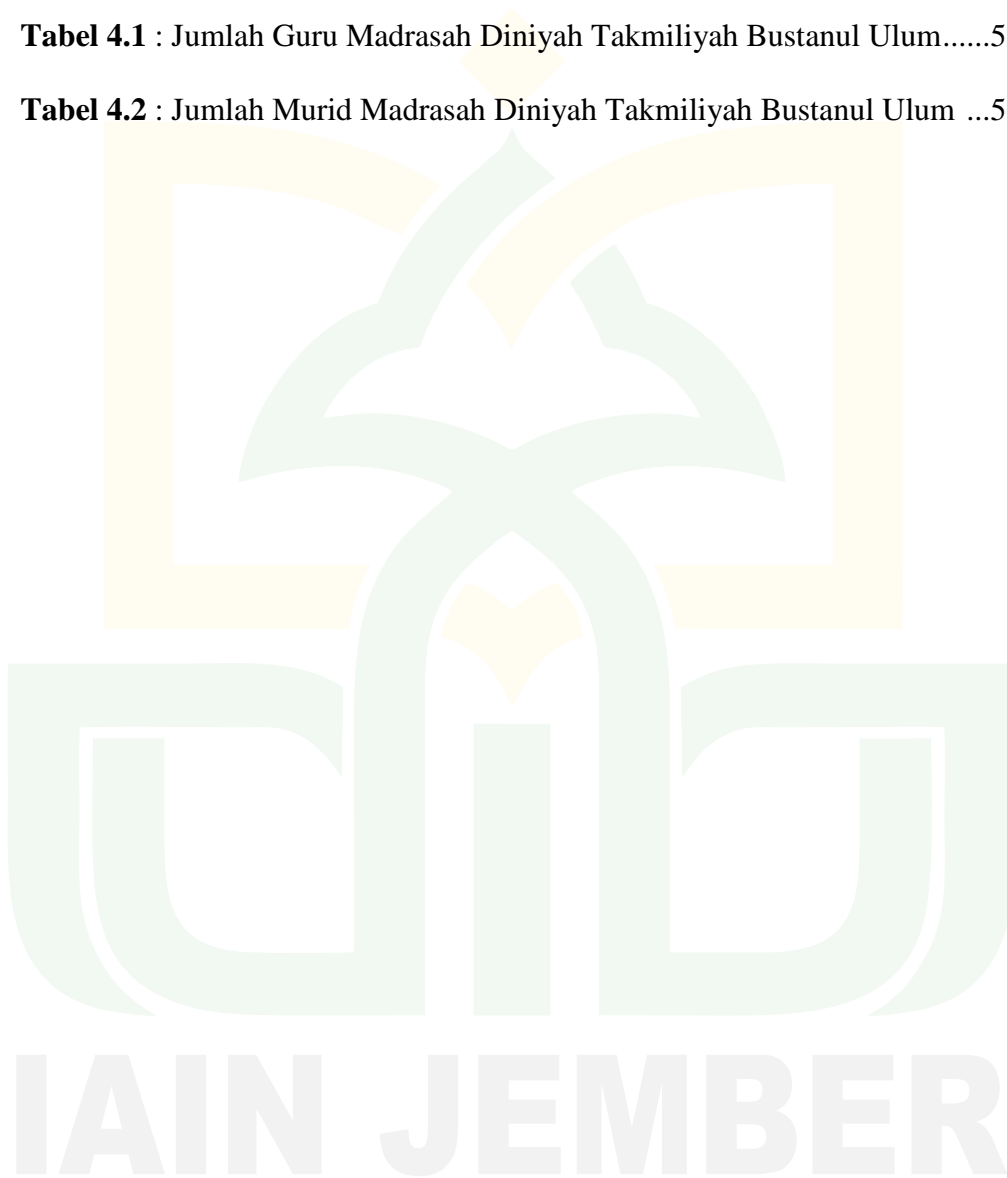 Tabel 4.1 : Jumlah Guru Madrasah Diniyah Takmiliyah Bustanul Ulum......5
Tabel 4.2 : Jumlah Murid Madrasah Diniyah Takmiliyah Bustanul Ulum ...5
IAIN JEMBER